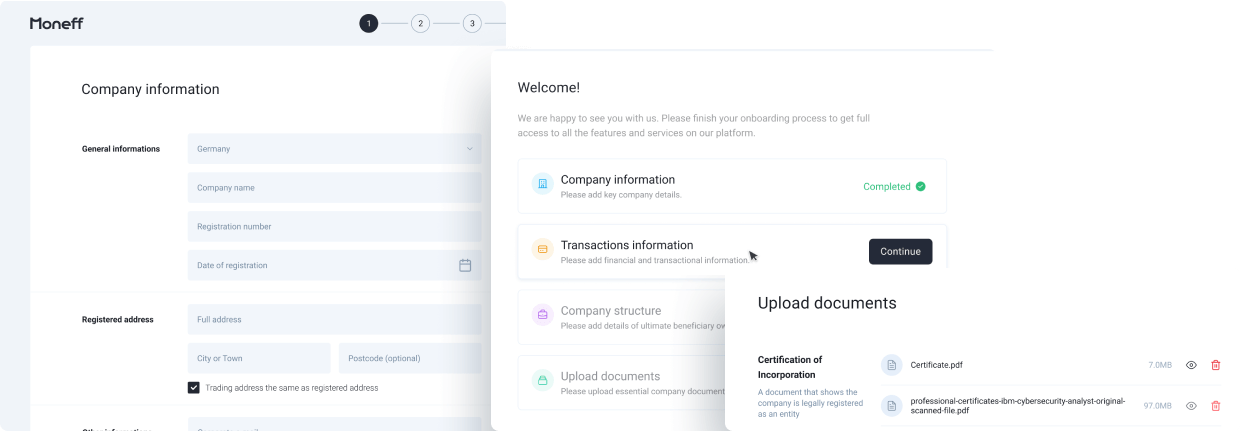 Moneff
1
2
3
Company information
General informations
Germany
Company name
Registration number
Date of registration
Registered address
Full address
City or Town
Postcode (optional)
Trading address the same as registered address
Welcome!
We are happy to see you with us. Please finish your onboarding process to get full
access to all the features and services on our platform.
Company information
Please add key company details.
Completed
Transactions information
Please add financial and transactional information.
Continue
Company structure
Please add details of ultimate beneficiary
Upload documents
Please upload essential company document
Upload documents
Certification of
Incorporation
A document that shows the
company is legally registered
as an entity
Certificate.pdf
7.0MB
professional-certificates-ibm-cybersecurity-analyst-original-
scanned-file.pdf
97.0MB